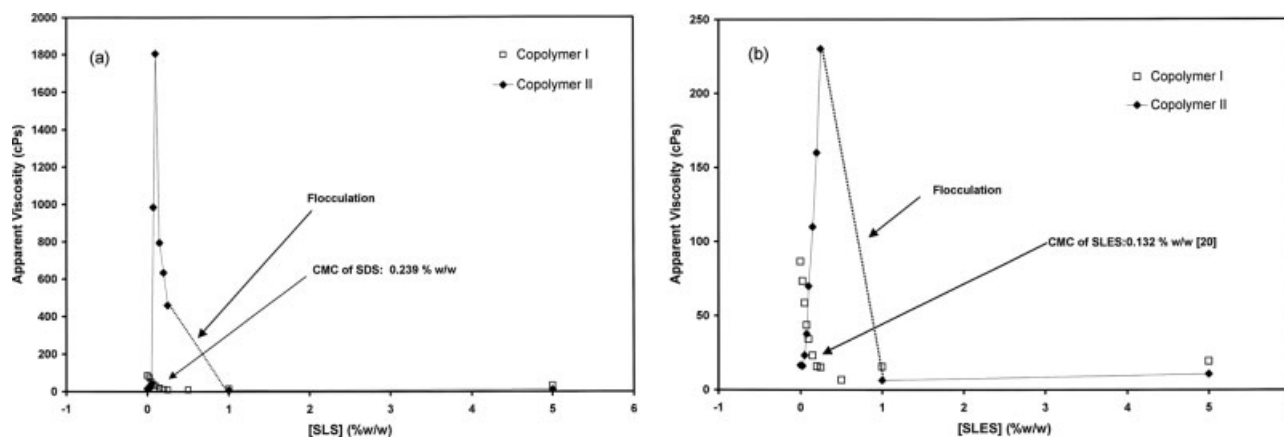 (a)
Copolymer I
Copolymer II
Flocculation
CMC of SDS: 0.239 % w/w
Apparent Viscosity (cPs)
2000
1800
1600
1400
1200
1000
800
600
400
200
0
-1
0
1
2
3
4
5
6
[SLS] (%w/w)
(b)
Copolymer I
Copolymer II
Flocculation
CMC of SLES:0.132 % w/w [20]
Apparent Viscosity (cPs)
250
200
150
100
50
0
-1
0
1
2
3
4
5
[SLES] (%w/w)